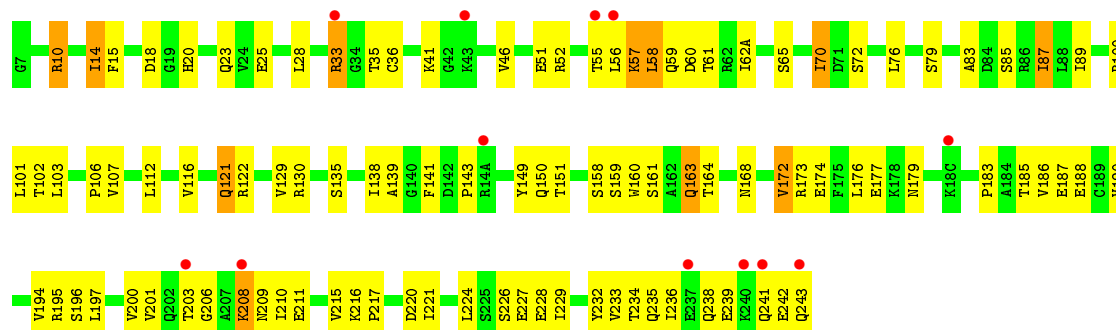 G7 R10 I14 F15 D18 G19 H20 Q23 V24 E25 L28 R33 G34 T35 C36 K41 G42 K43 V46 E51 R52 T55 L56 K57 L58 Q59 D60 T61 R62 I62A S65 I70 D71 S72 L76 S79 A83 D84 S85 R86 I87 L88 I89
L101 T102 L103 P106 V107 L112 V116 Q121 R122 V129 R130 S135 I138 A139 G140 F141 D142 P143 R14A Y149 Q150 T151 S158 S159 W160 S161 A162 Q163 T164 N168 V172 R173 E174 F175 L176 E177 K178 N179 K18C P183 A184 T185 V186 E187 E188 C189
V194 R195 S196 L197 V200 V201 Q202 T203 G206 A207 K208 N209 I210 E211 V215 K216 P217 D220 I221 L224 S225 S226 E227 E228 I229 Y232 V233 T234 Q235 I236 E237 Q238 E239 K240 Q241 E242 Q243